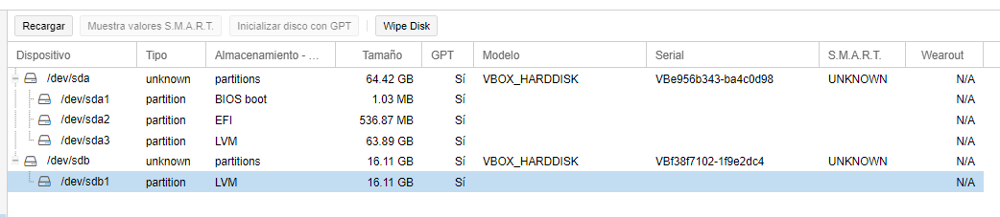 Recargar Muestra valores S.M.A.R.T. Inicializar disco con GPT Wipe Disk
Dispositivo Tipo Almacenamiento - ... Tamaño GPT Modelo Serial S.M.A.R.T. Wearout
/dev/sda unknown partitions 64.42 GB Sí VBOX_HARDDISK VBe956b343-ba4c0d98 UNKNOWN N/A
/dev/sda1 partition BIOS boot 1.03 MB Sí N/A
/dev/sda2 partition EFI 536.87 MB Sí N/A
/dev/sda3 partition LVM 63.89 GB Sí N/A
/dev/sdb unknown partitions 16.11 GB Sí VBOX_HARDDISK VBf38f7102-1f9e2dc4 UNKNOWN N/A
/dev/sdb1 partition LVM 16.11 GB Sí N/A